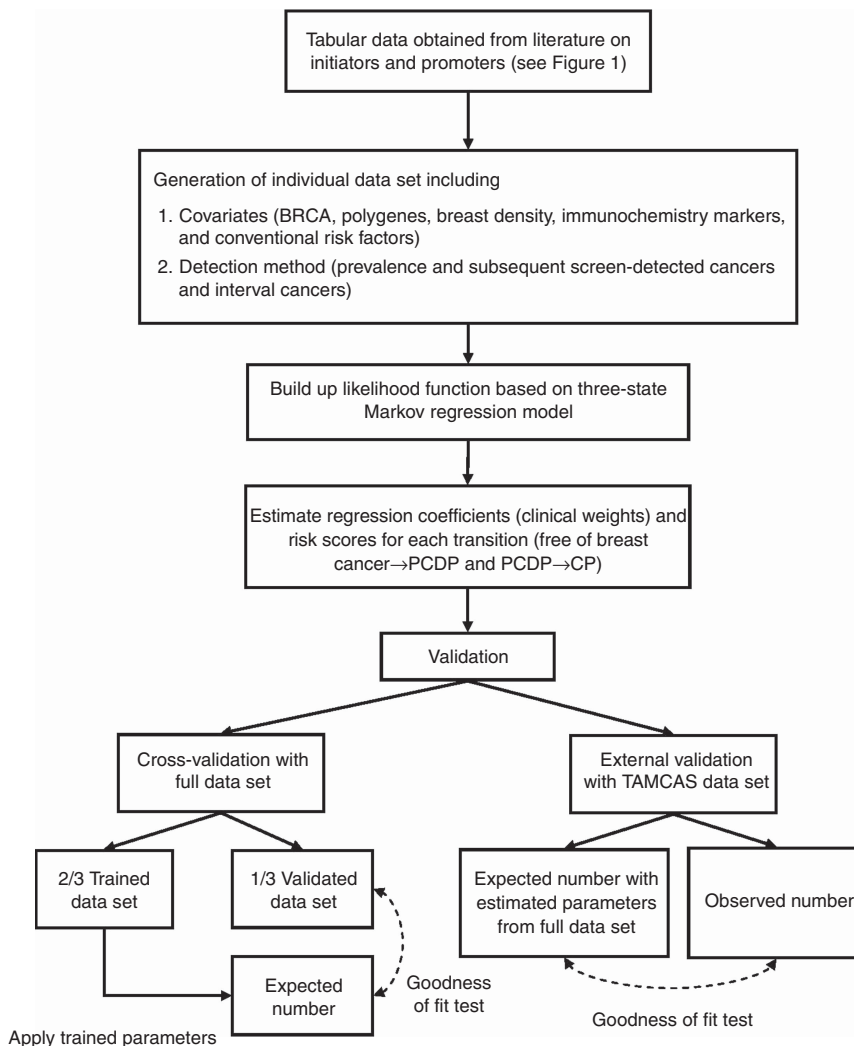 Tabular data obtained from literature on
initiators and promoters (see Figure 1)
Generation of individual data set including
1. Covariates (BRCA, polygenes, breast density, immunochemistry markers,
and conventional risk factors)
2. Detection method (prevalence and subsequent screen-detected cancers
and interval cancers)
Build up likelihood function based on three-state
Markov regression model
Estimate regression coefficients (clinical weights) and
risk scores for each transition (free of breast
cancer→PCDP and PCDP→CP)
Validation
Cross-validation with
full data set
External validation
with TAMCAS data set
2/3 Trained
data set
1/3 Validated
data set
Expected number with
estimated parameters
from full data set
Observed number
Expected
number
Goodness
of fit test
Goodness of fit test
Apply trained parameters